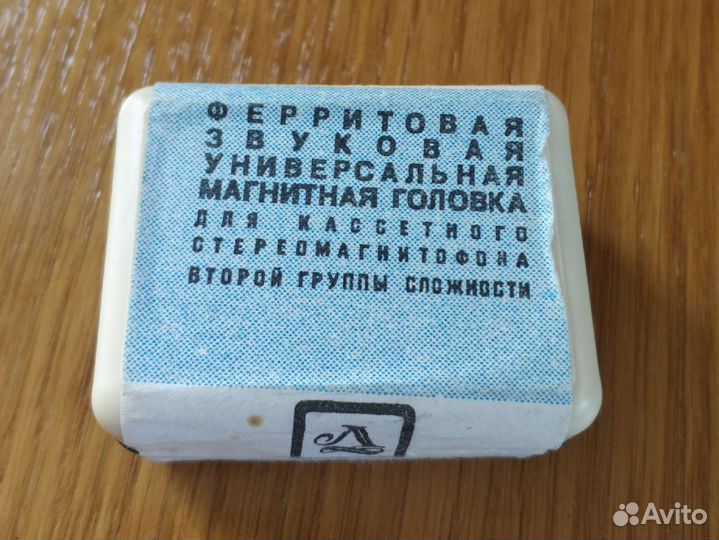 ФЕРРИТОВАЯ
ЗВУКОВАЯ
УНИВЕРСАЛЬНАЯ
МАГНИТНАЯ ГОЛОВКА
ДЛЯ КАССЕТНОГО
СТЕРЕОМАГНИТОФОНА
ВТОРОЙ ГРУППЫ СЛОЖНОСТИ
Avito